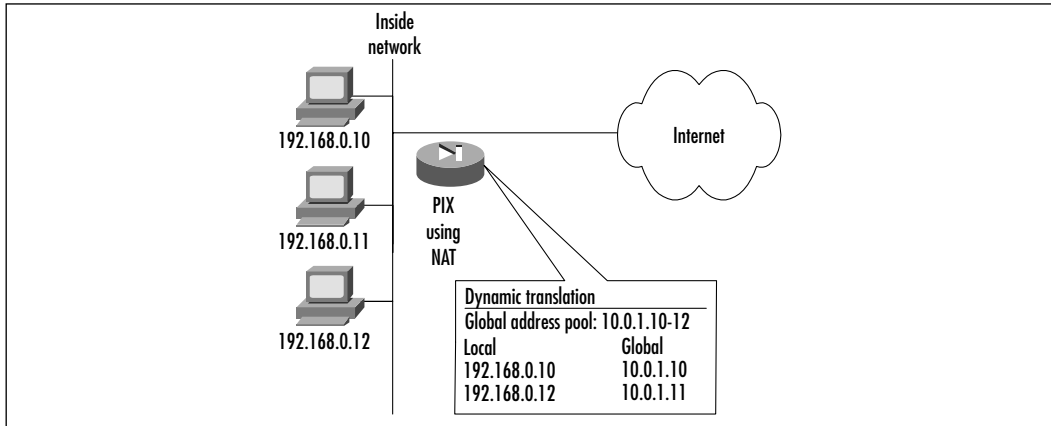 Inside
network
192.168.0.10
192.168.0.11
192.168.0.12
PIX
using
NAT
Internet
Dynamic translation
Global address pool: 10.0.1.10-12
Local Global
192.168.0.10 10.0.1.10
192.168.0.12 10.0.1.11